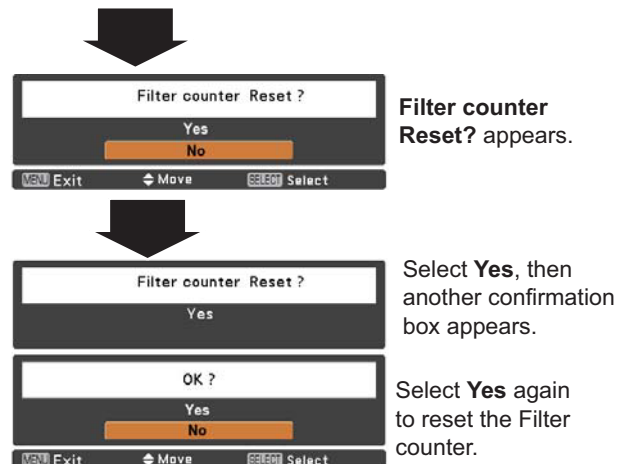 Filter counter Reset ?
Yes
No
MENU Exit Move SELECT Select
Filter counter
Reset? appears.
Filter counter Reset ?
Yes
Select Yes, then
another confirmation
box appears.
OK ?
Yes
No
MENU Exit Move SELECT Select
Select Yes again
to reset the Filter
counter.